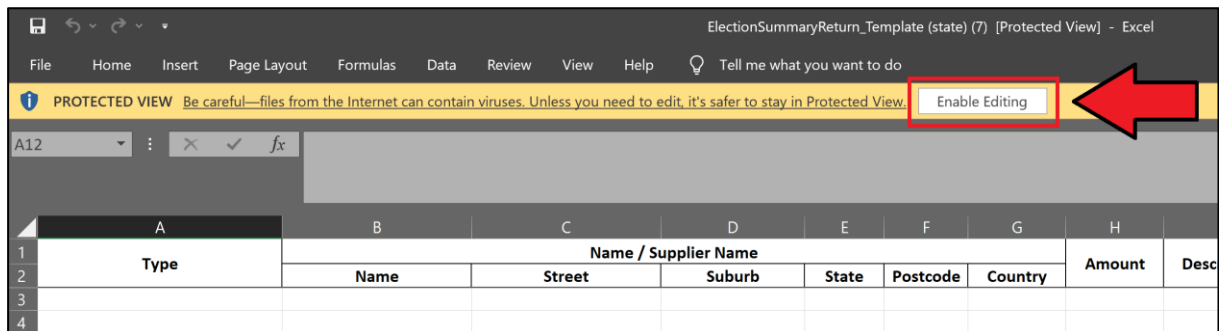 ElectionSummaryReturn_Template (state) (7) [Protected View] - Excel
File Home Insert Page Layout Formulas Data Review View Help Tell me what you want to do
PROTECTED VIEW Be careful—files from the Internet can contain viruses. Unless you need to edit, it's safer to stay in Protected View. Enable Editing
A12 fx
A B C D E F G H
1 Type Name / Supplier Name Amount Desc
2 Name Street Suburb State Postcode Country
3
4